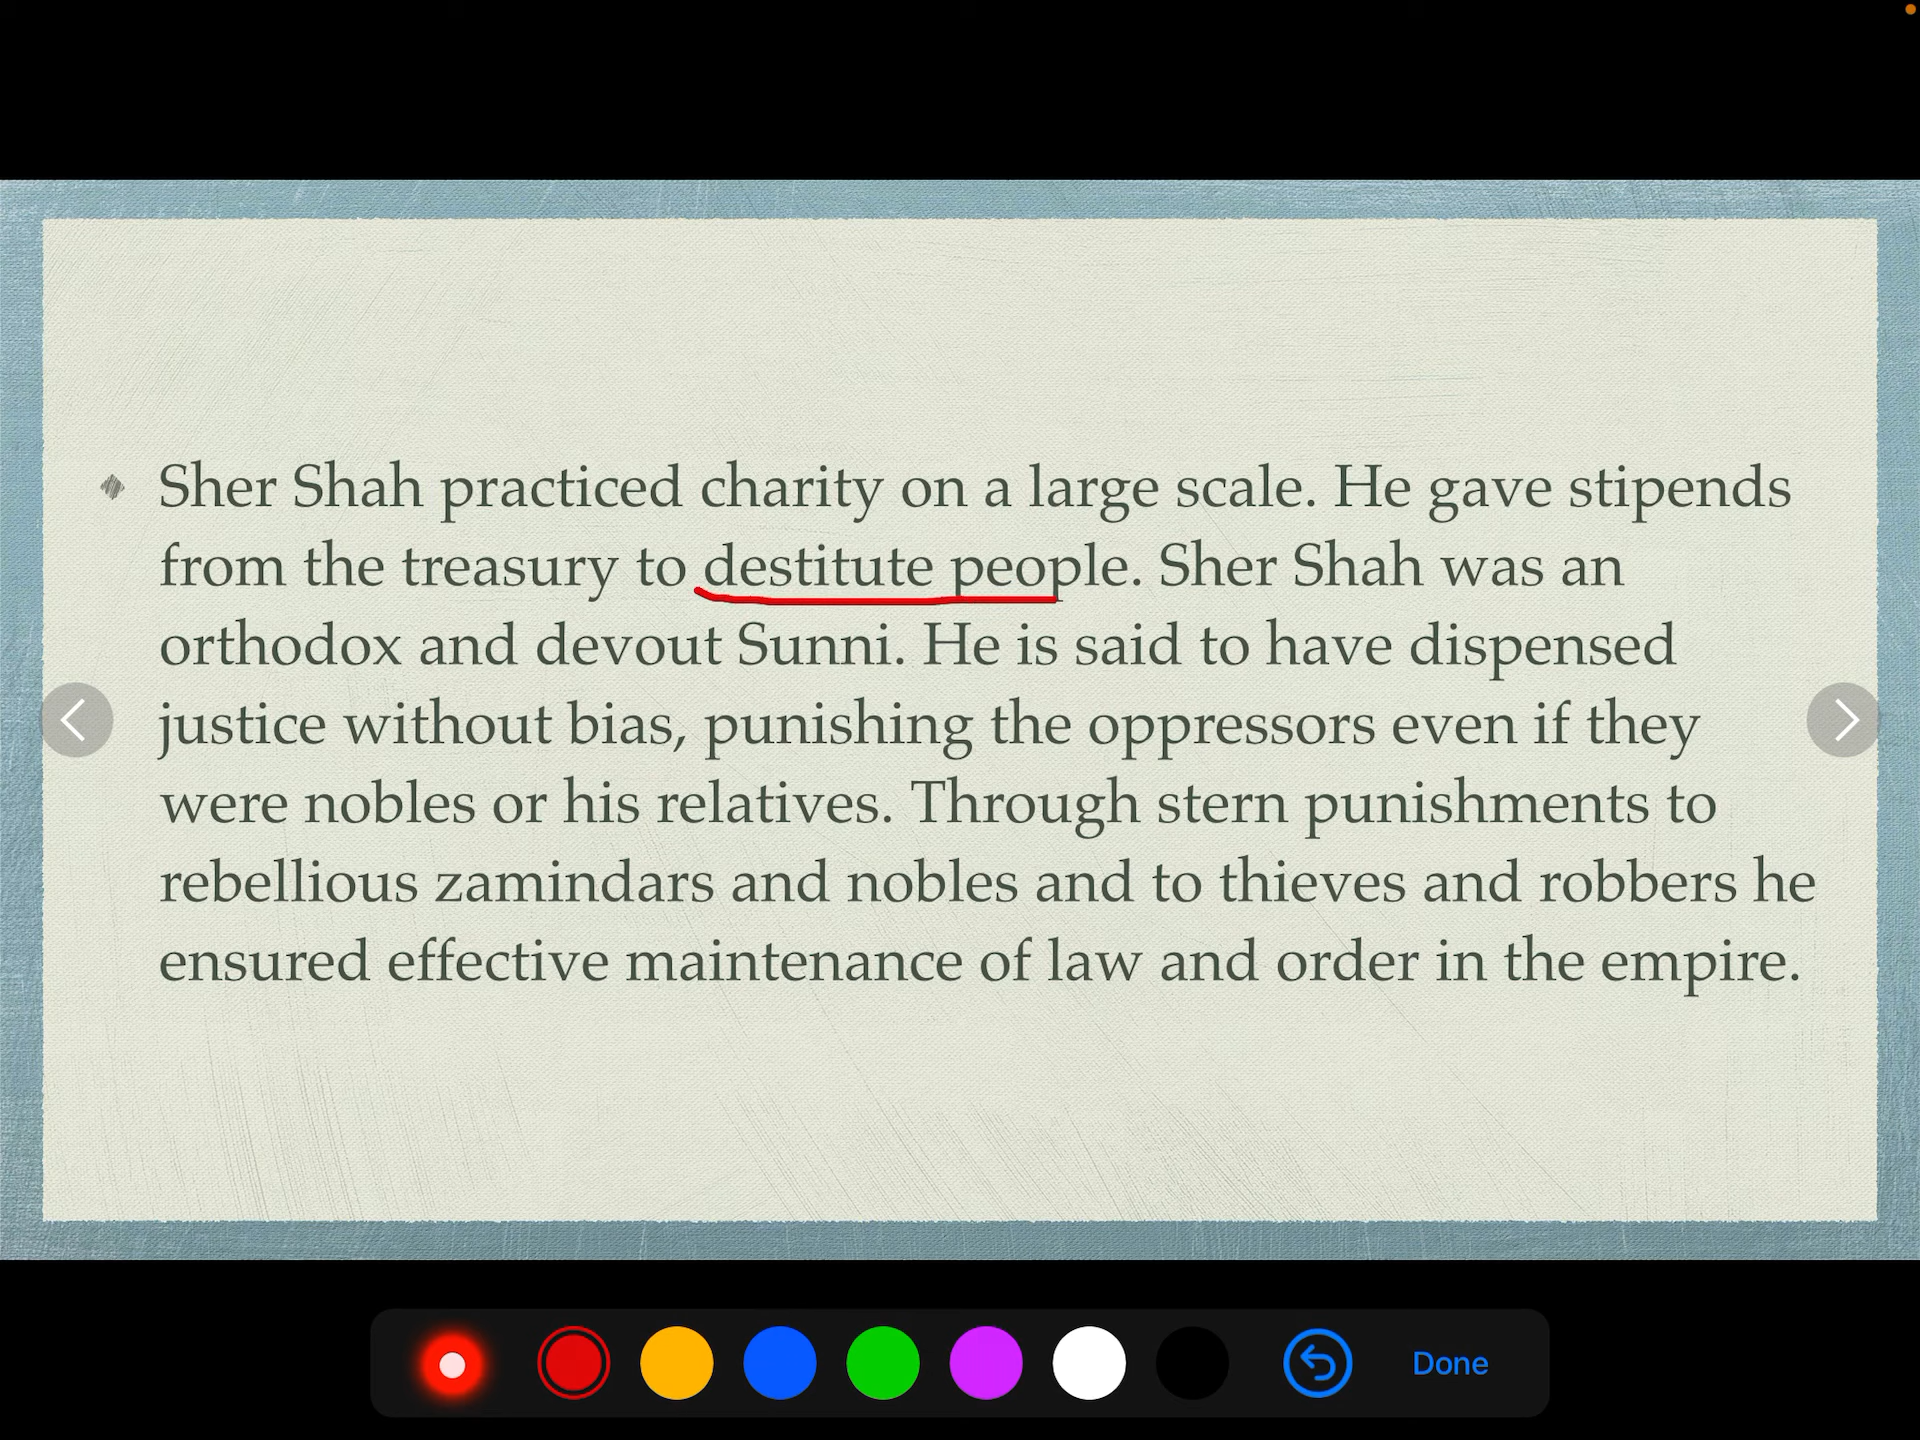 Sher Shah practiced charity on a large scale. He gave stipends
from the treasury to destitute people. Sher Shah was an
orthodox and devout Sunni. He is said to have dispensed
justice without bias, punishing the oppressors even if they
were nobles or his relatives. Through stern punishments to
rebellious zamindars and nobles and to thieves and robbers he
ensured effective maintenance of law and order in the empire.
Done